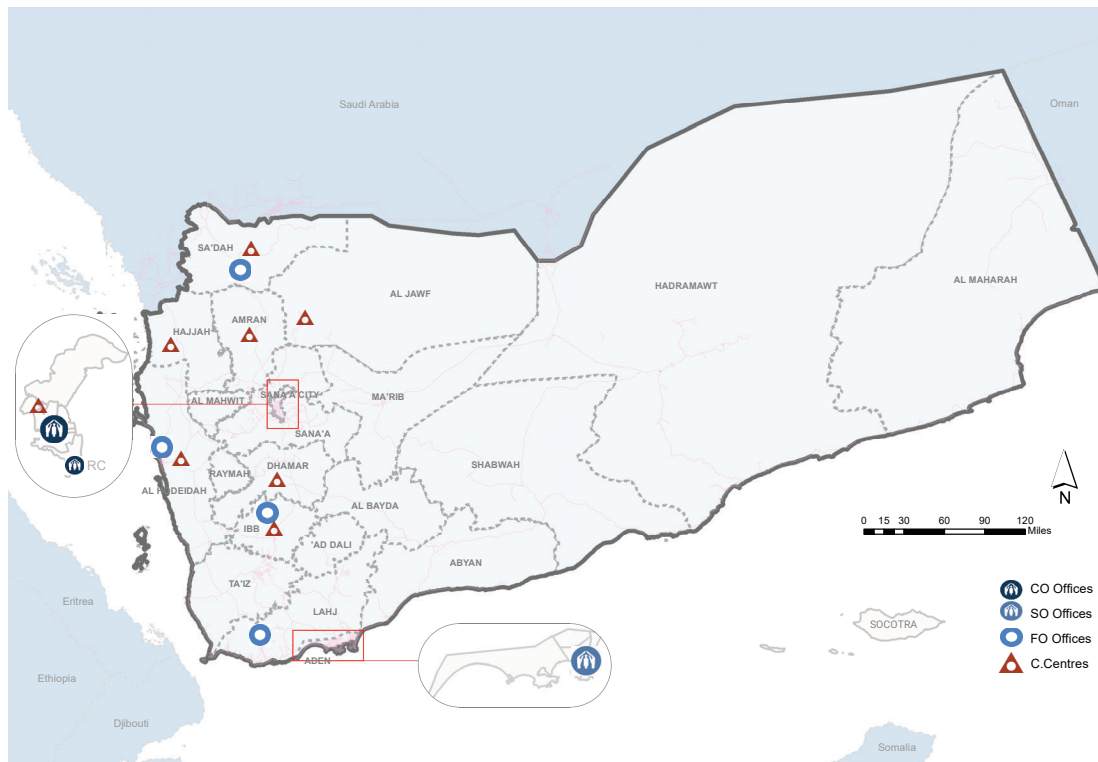 Saudi Arabia
Oman
SA'DAH
AL JAWF
HADRAMAWT
AL MAHARAH
HAJJAH
AMRAN
AL MAHWIT
SANA'A CITY
MA'RIB
SANA'A
RC
RAYMAH
DHAMAR
SHABWAH
AL HODEIDAH
AL BAYDA
N
IBB
'AD DALI
0 15 30 60 90 120
Miles
ABYAN
TA'IZ
CO Offices
Eritrea
LAHJ
SO Offices
SOCOTRA
FO Offices
ADEN
C.Centres
Ethiopia
Djibouti
Somalia